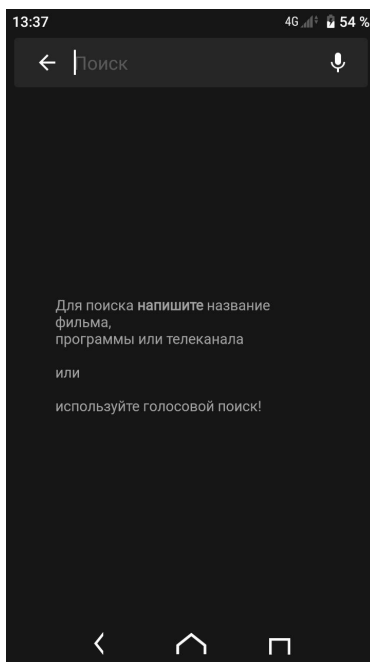 13:37 4G 54 %
Поиск
Для поиска напишите название
фильма,
программы или телеканала
или
используйте голосовой поиск!